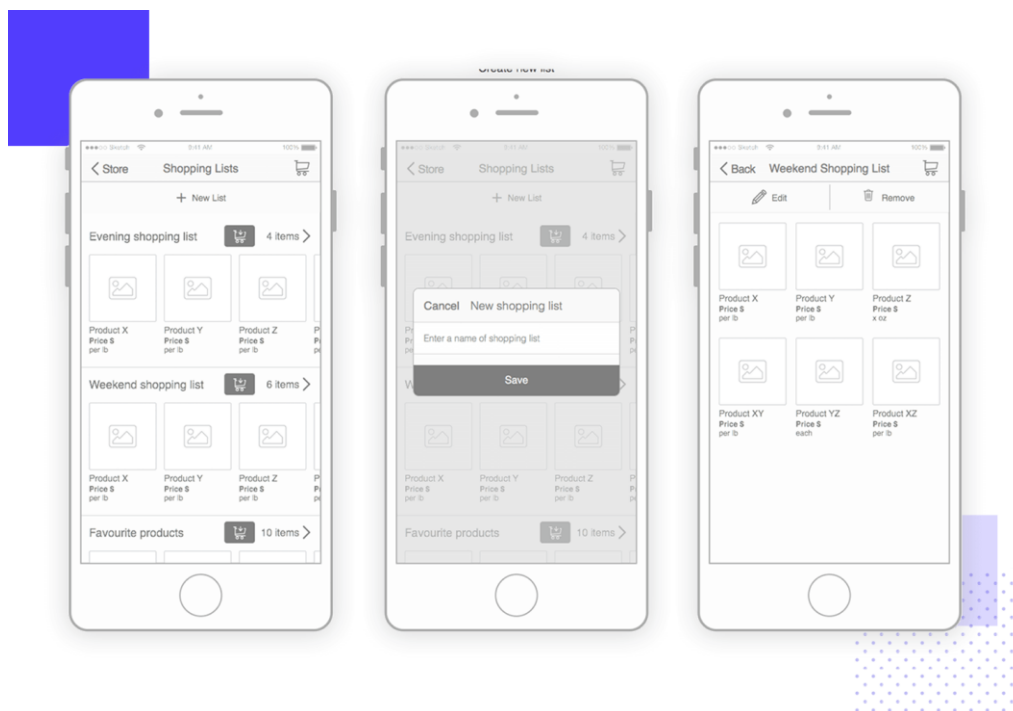 Sketch
9:41 AM
100%
Store
Shopping Lists
+ New List
Evening shopping list
4 items
Product X
Price $
per lb
Product Y
Price $
per lb
Product Z
Price $
per lb
P
P
p
Weekend shopping list
6 items
Product X
Price $
per lb
Product Y
Price $
per lb
Product Z
Price $
per lb
P
P
p
Favourite products
10 items
Create new list
Sketch
9:41 AM
100%
Store
Shopping Lists
+ New List
Evening shopping list
4 items
Cancel
New shopping list
Enter a name of shopping list
Save
Product X
Price $
per lb
Product Y
Price $
per lb
Product Z
Price $
per lb
Favourite products
10 items
Sketch
9:41 AM
100%
Back
Weekend Shopping List
Edit
Remove
Product X
Price $
per lb
Product Y
Price $
per lb
Product Z
Price $
x oz
Product XY
Price $
per lb
Product YZ
Price $
each
Product XZ
Price $
per lb